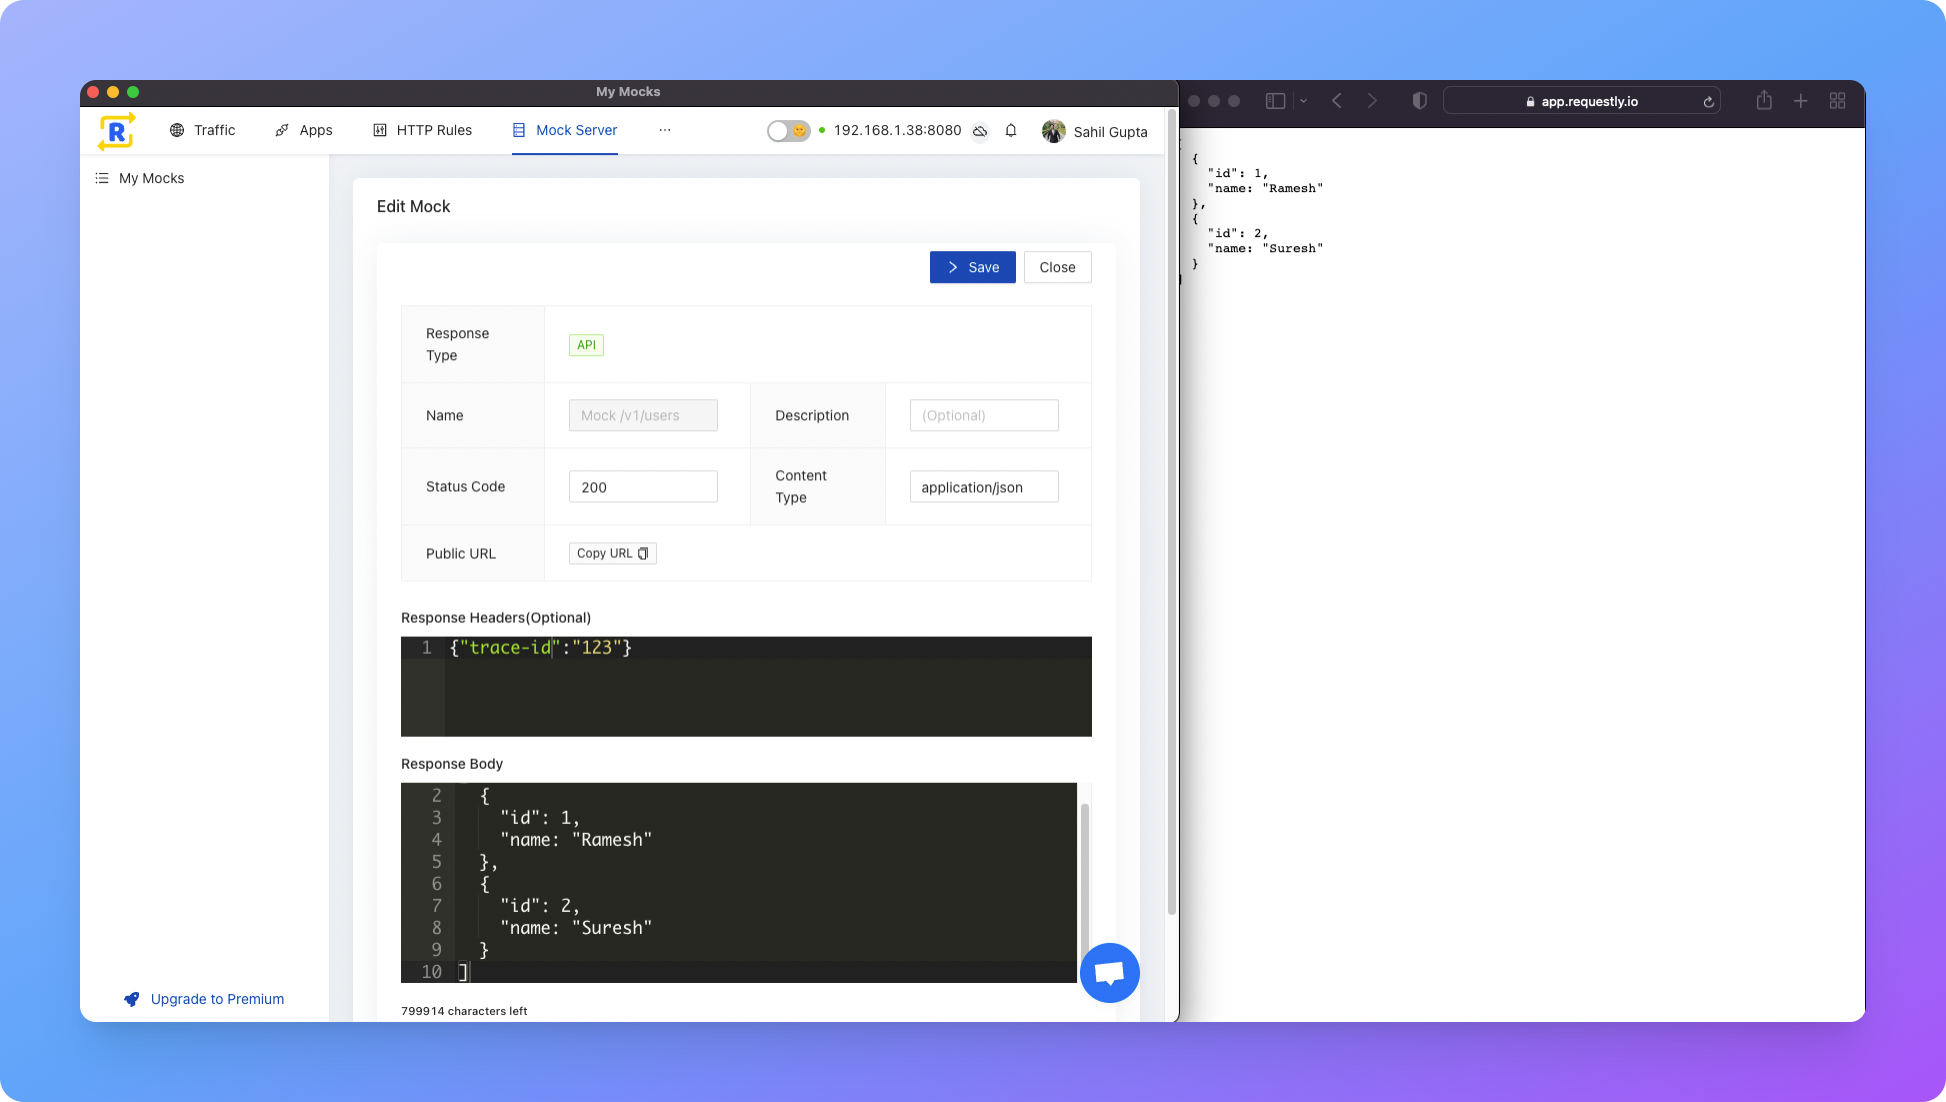 My Mocks
R
Traffic
Apps
HTTP Rules
Mock Server
···
192.168.1.38:8080
Sahil Gupta
My Mocks
Edit Mock
Save
Close
Response
Type
API
Name
Mock /v1/users
Description
(Optional)
Status Code
200
Content
Type
application/json
Public URL
Copy URL
Response Headers(Optional)
1 {"trace-id":"123"}
Response Body
2 {
3 "id": 1,
4 "name: "Ramesh"
5 },
6 {
7 "id": 2,
8 "name: "Suresh"
9 }
10 ]
799914 characters left
Upgrade to Premium
app.requestly.io
{
"id": 1,
"name: "Ramesh"
},
{
"id": 2,
"name: "Suresh"
}
]